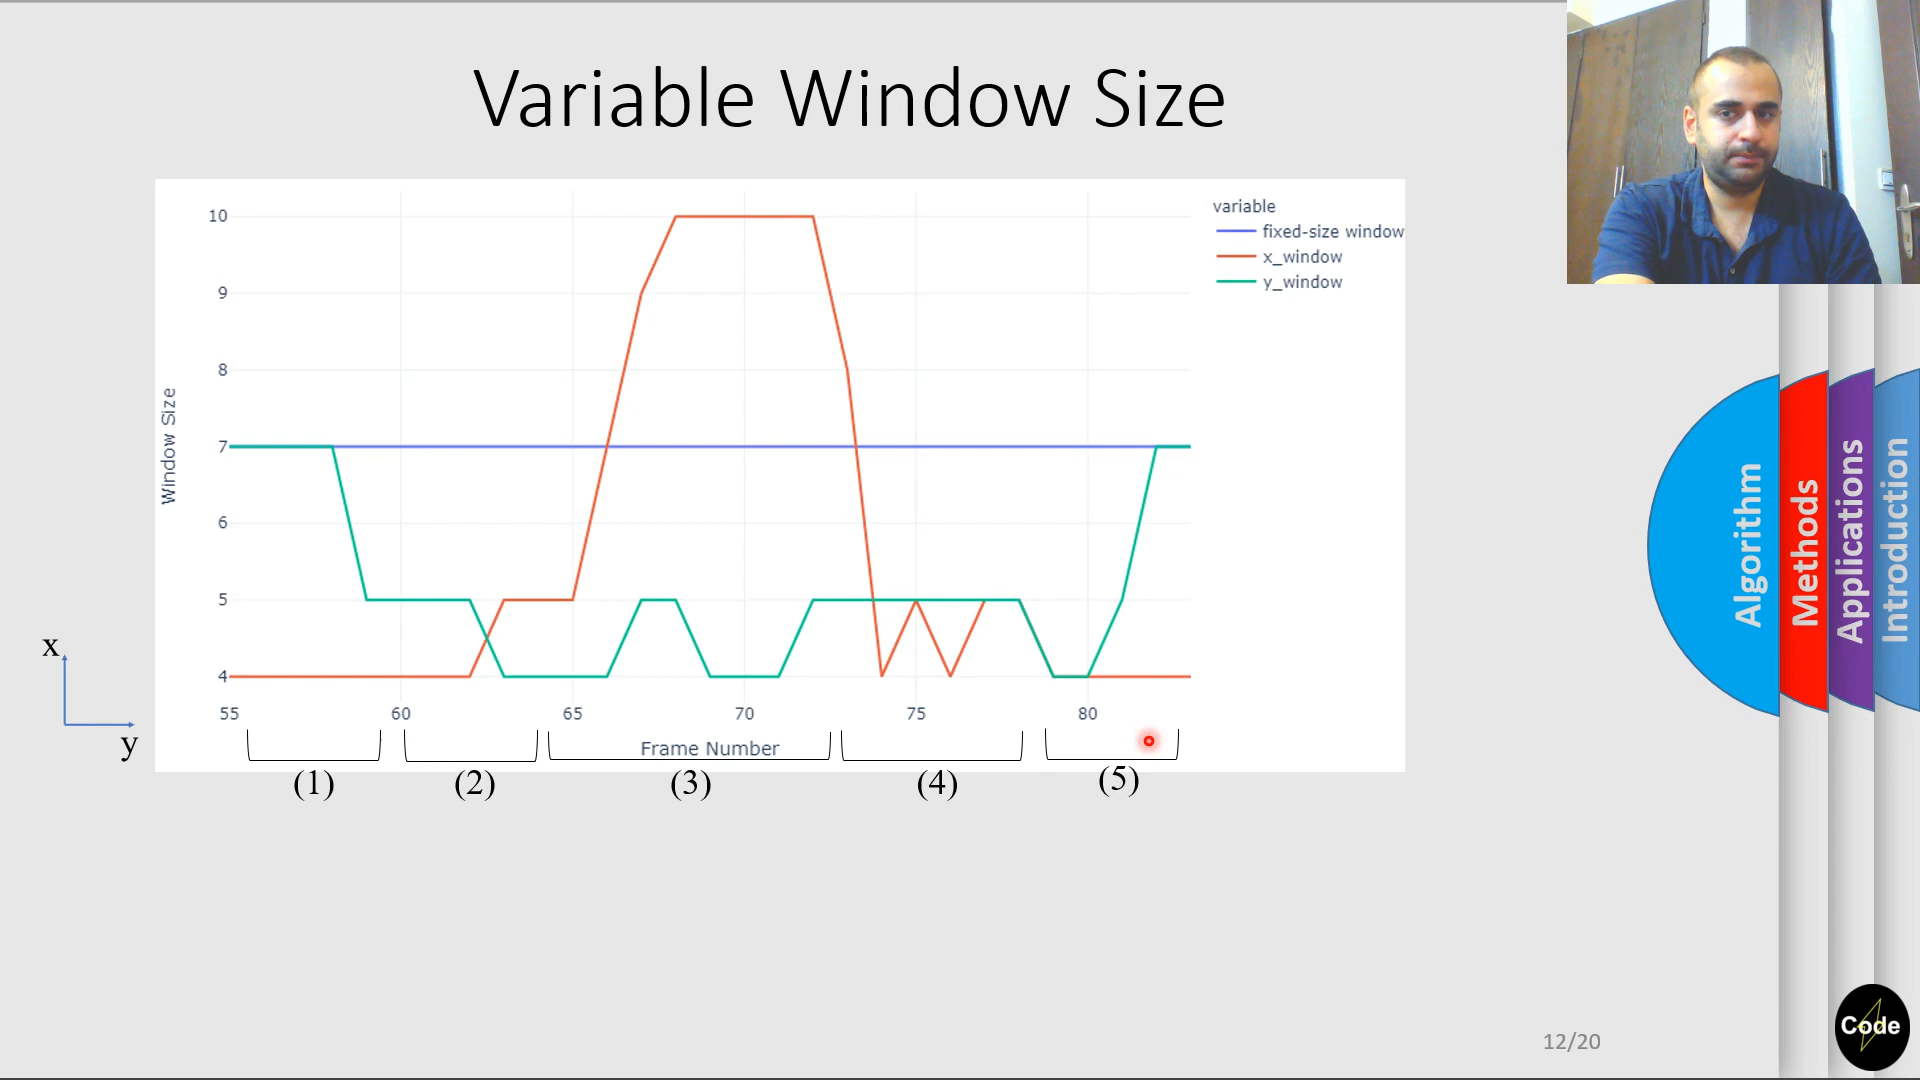 Variable Window Size
variable
fixed-size window
x_window
y_window
Window Size
10
9
8
7
6
5
4
55 60 65 70 75 80
Frame Number
x
y
(1) (2) (3) (4) (5)
Algorithm
Methods
Applications
Introduction
12/20
Code